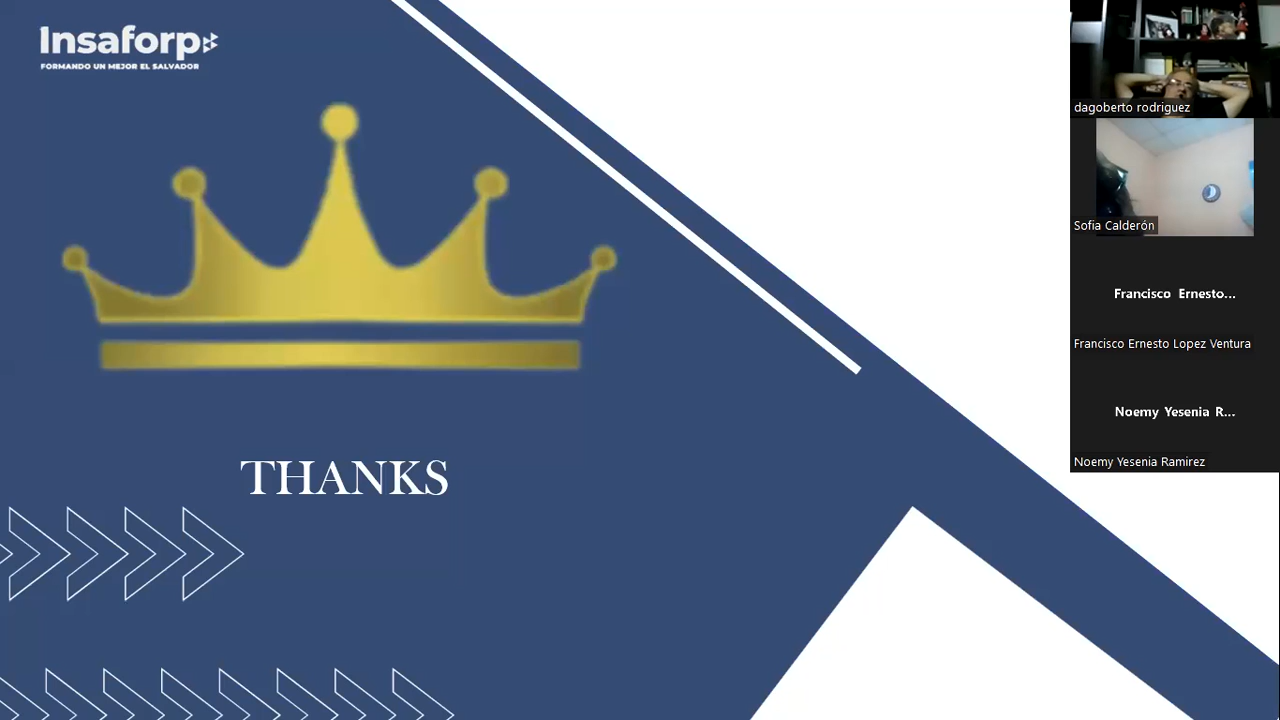 Insaforp
FORMANDO UN MEJOR EL SALVADOR
THANKS
dagoberto rodriguez
Sofia Calderón
Francisco Ernesto...
Francisco Ernesto Lopez Ventura
Noemy Yesenia R...
Noemy Yesenia Ramirez